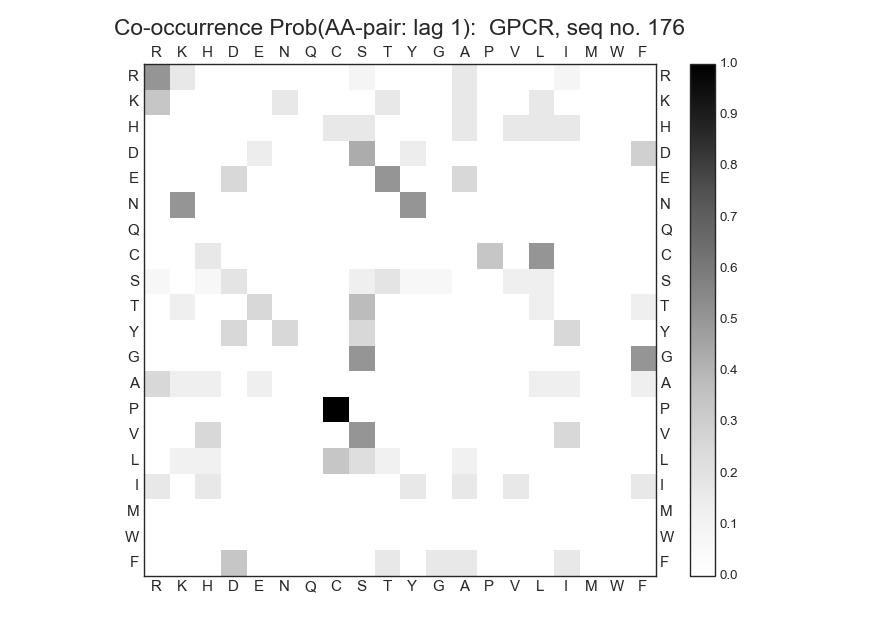 Co-occurrence Prob(AA-pair: lag 1):  GPCR, seq no. 176
R K H D E N Q C S T Y G A P V L I M W F
1.0
R R
0.9
K K
H H
0.8
D D
E E
0.7
N N
Q Q
0.6
C C
S S
0.5
T T
Y Y
0.4
G G
A A
0.3
P P
V V
0.2
L L
I I
0.1
M M
W W
F F
0.0
R K H D E N Q C S T Y G A P V L I M W F